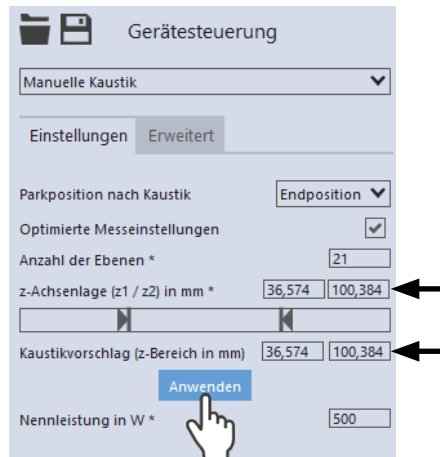 Gerätesteuerung
Manuelle Kaustik
Einstellungen Erweitert
Parkposition nach Kaustik Endposition
Optimierte Messeinstellungen
Anzahl der Ebenen * 21
z-Achsenlage (z1 / z2) in mm * 36,574 100,384
Kaustikvorschlag (z-Bereich in mm) 36,574 100,384
Anwenden
Nennleistung in W * 500